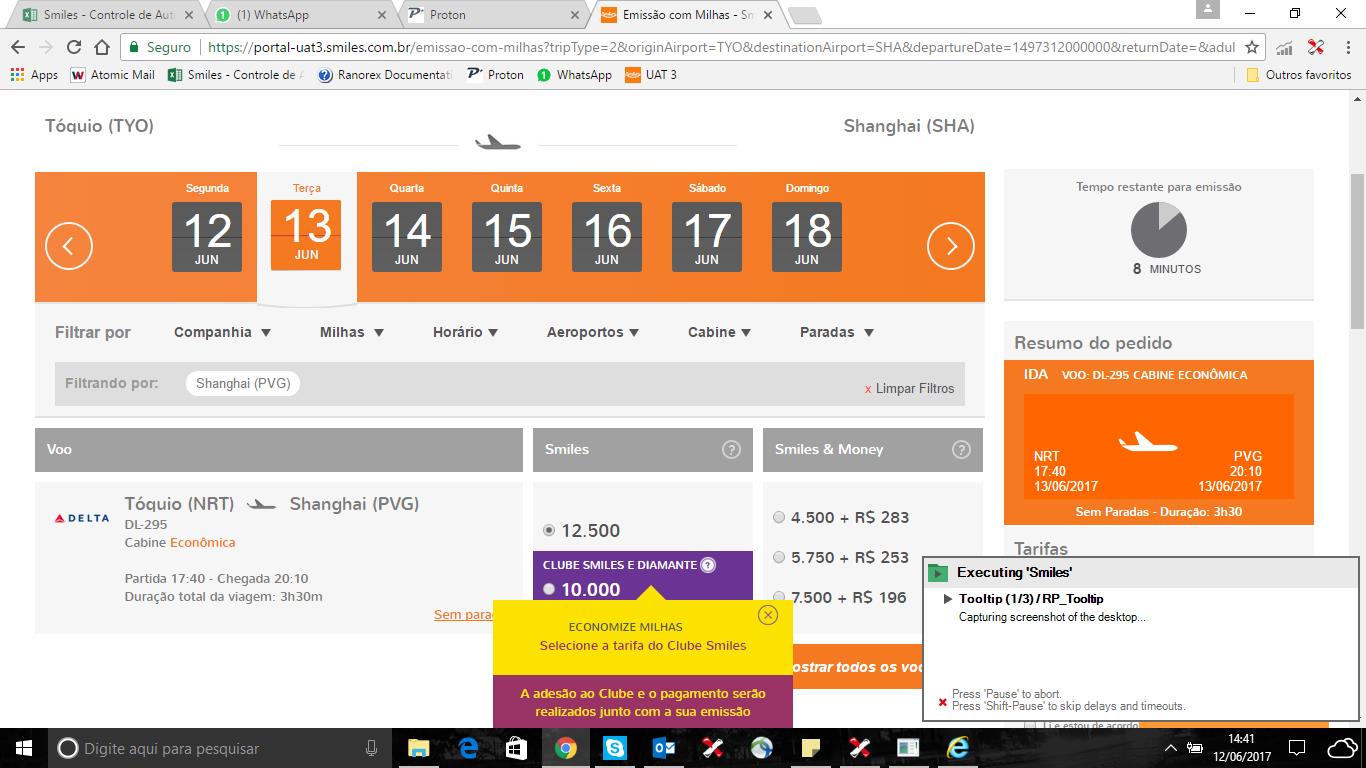 Smiles - Controle de Aut
(1) WhatsApp
Proton
Emissão com Milhas - Sm
Seguro
https://portal-uat3.smiles.com.br/emissao-com-milhas?tripType=2&originAirport=TYO&destinationAirport=SHA&departureDate=1497312000000&returnDate=&adul
Apps
Atomic Mail
Smiles - Controle de A
Ranorex Documentati
Proton
WhatsApp
UAT 3
Outros favoritos
Tóquio (TYO)
Shanghai (SHA)
Segunda
12
JUN
Terça
13
JUN
Quarta
14
JUN
Quinta
15
JUN
Sexta
16
JUN
Sábado
17
JUN
Domingo
18
JUN
Tempo restante para emissão
8 MINUTOS
Filtrar por
Companhia
Milhas
Horário
Aeroportos
Cabine
Paradas
Filtrando por:
Shanghai (PVG)
x Limpar Filtros
Resumo do pedido
IDA VOO: DL-295 CABINE ECONÔMICA
NRT
17:40
13/06/2017
PVG
20:10
13/06/2017
Sem Paradas - Duração: 3h30
Tarifas
Voo
Smiles ?
Smiles & Money ?
DELTA
Tóquio (NRT)
Shanghai (PVG)
DL-295
Cabine Econômica
Partida 17:40 - Chegada 20:10
Duração total da viagem: 3h30m
Sem para
12.500
CLUBE SMILES E DIAMANTE ?
10.000
4.500 + R$ 283
5.750 + R$ 253
7.500 + R$ 196
ECONOMIZE MILHAS
Selecione a tarifa do Clube Smiles
A adesão ao Clube e o pagamento serão
realizados junto com a sua emissão
ostrar todos os vo
Executing 'Smiles'
Tooltip (1/3) / RP_Tooltip
Capturing screenshot of the desktop...
Press 'Pause' to abort.
Press 'Shift-Pause' to skip delays and timeouts.
Li e estou de acordo
Digite aqui para pesquisar
14:41
12/06/2017